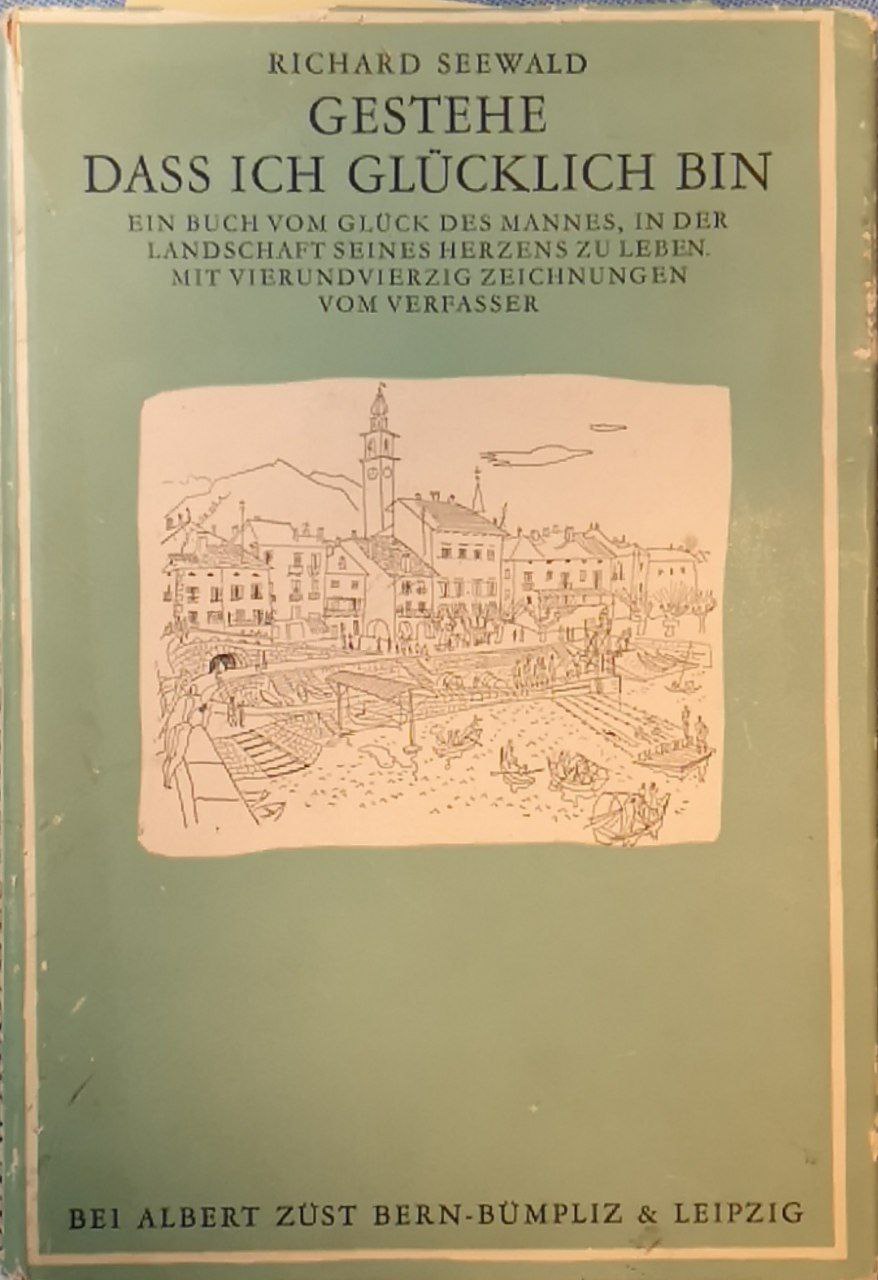 RICHARD SEEWALD
GESTEHE
DASS ICH GLÜCKLICH BIN
EIN BUCH VOM GLÜCK DES MANNES, IN DER
LANDSCHAFT SEINES HERZENS ZU LEBEN.
MIT VIERUNDVIERZIG ZEICHNUNGEN
VOM VERFASSER
BEI ALBERT ZÜST BERN-BÜMPLIZ & LEIPZIG